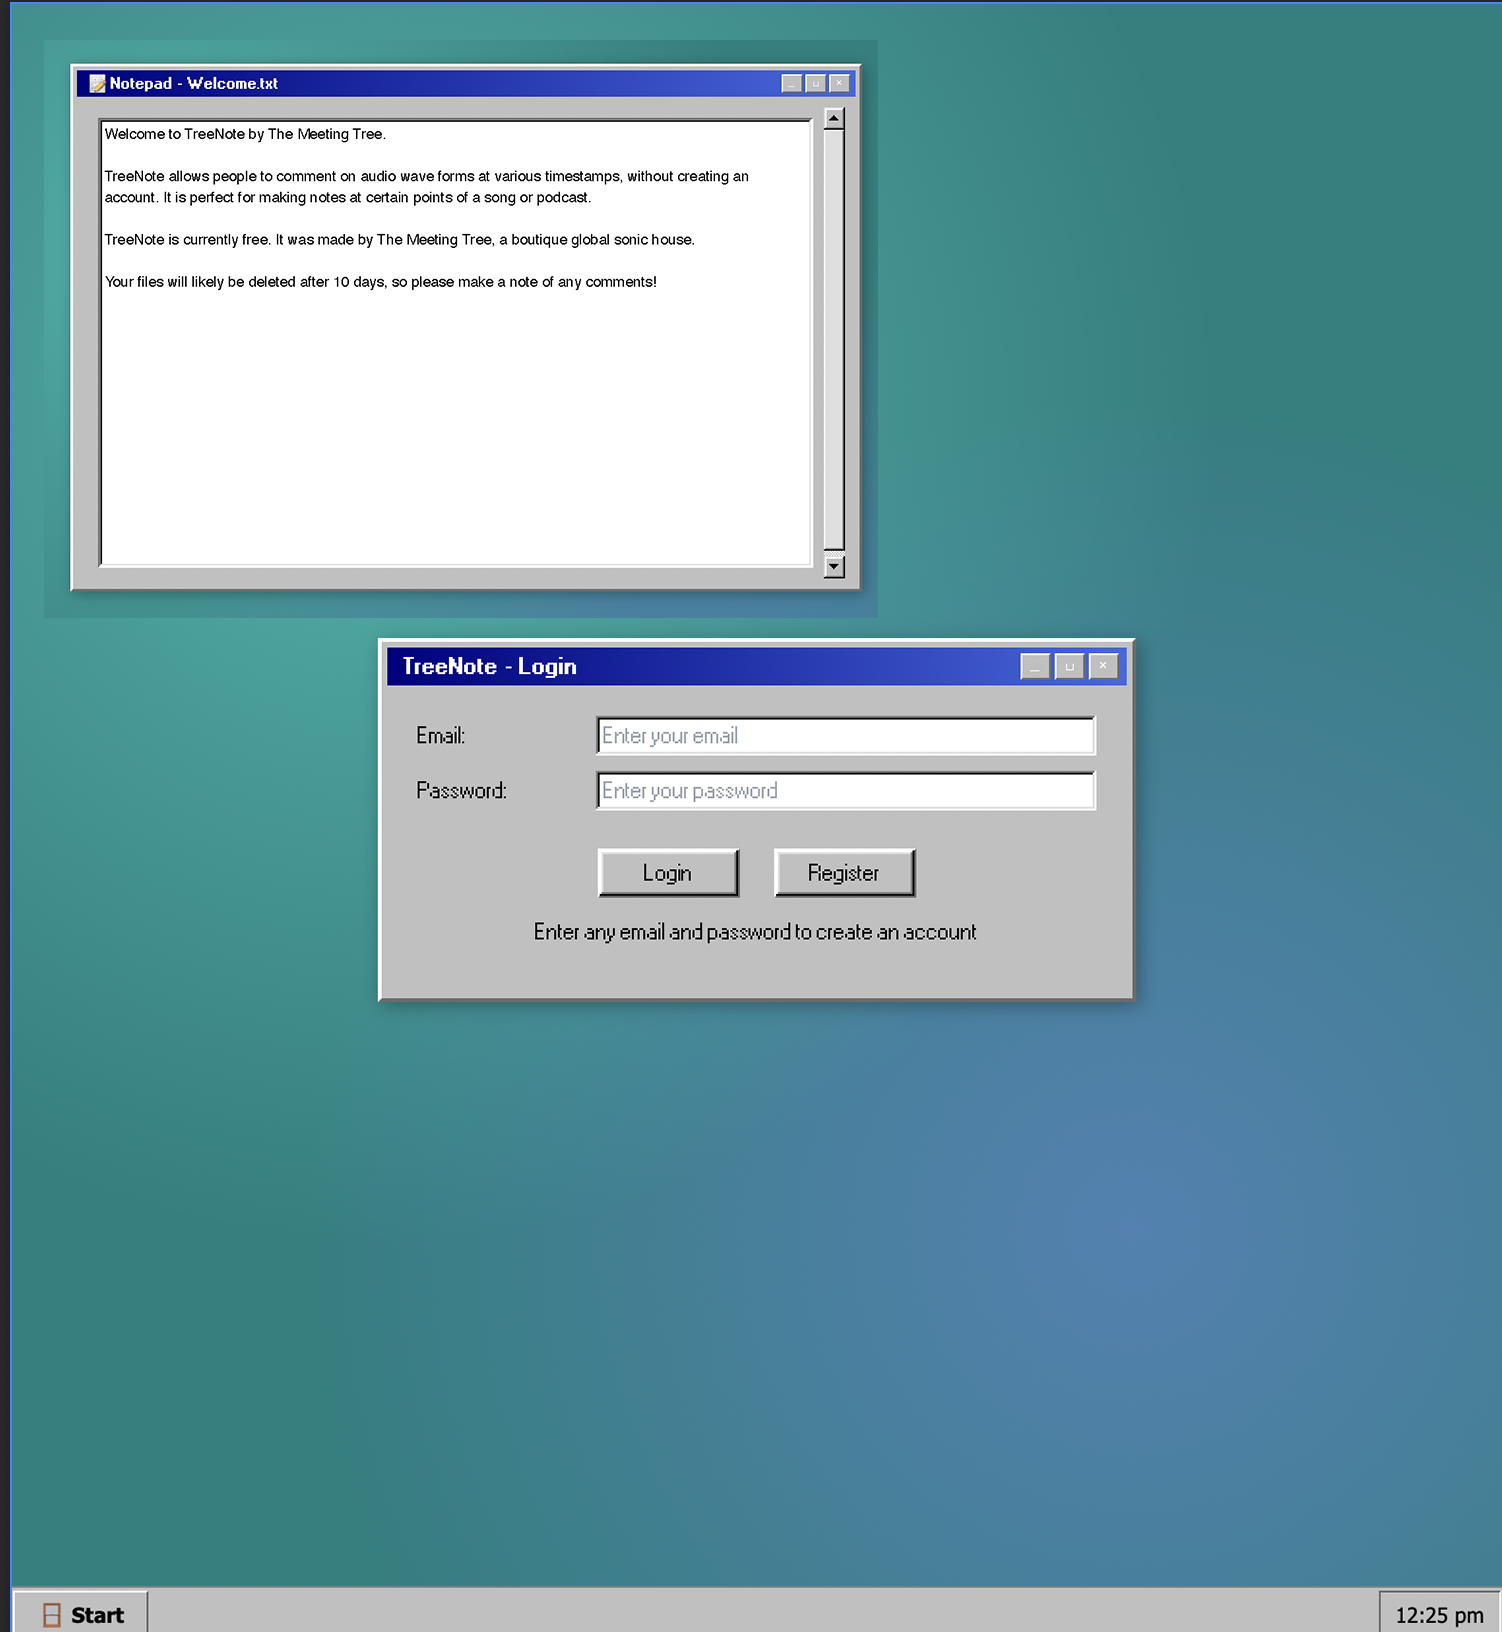 Notepad - Welcome.txt
Welcome to TreeNote by The Meeting Tree.
TreeNote allows people to comment on audio wave forms at various timestamps, without creating an
account. It is perfect for making notes at certain points of a song or podcast.
TreeNote is currently free. It was made by The Meeting Tree, a boutique global sonic house.
Your files will likely be deleted after 10 days, so please make a note of any comments!
TreeNote - Login
Email: Enter your email
Password: Enter your password
Login Register
Enter any email and password to create an account
Start 12:25 pm